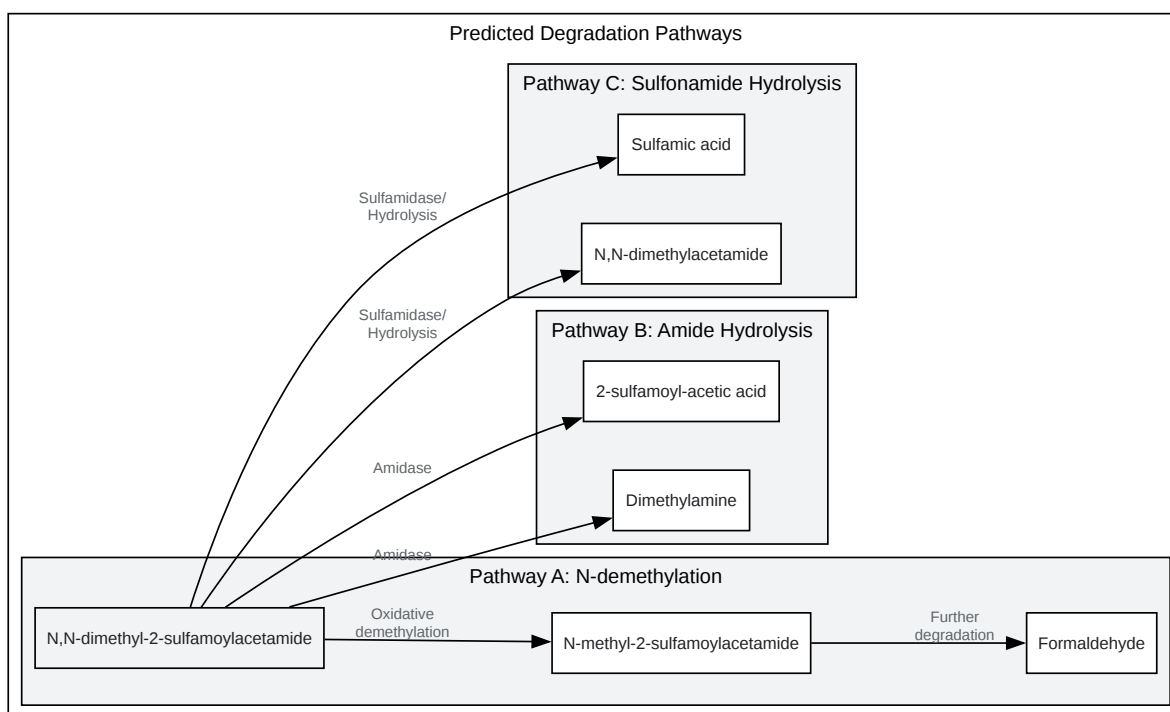 Predicted Degradation Pathways
Pathway C: Sulfonamide Hydrolysis
Sulfamic acid
Sulfamidase/
Hydrolysis
N,N-dimethylacetamide
Sulfamidase/
Hydrolysis
Pathway B: Amide Hydrolysis
2-sulfamoyl-acetic acid
Amidase
Dimethylamine
Amidase
Pathway A: N-demethylation
N,N-dimethyl-2-sulfamoylacetamide
Oxidative
demethylation
N-methyl-2-sulfamoylacetamide
Further
degradation
Formaldehyde